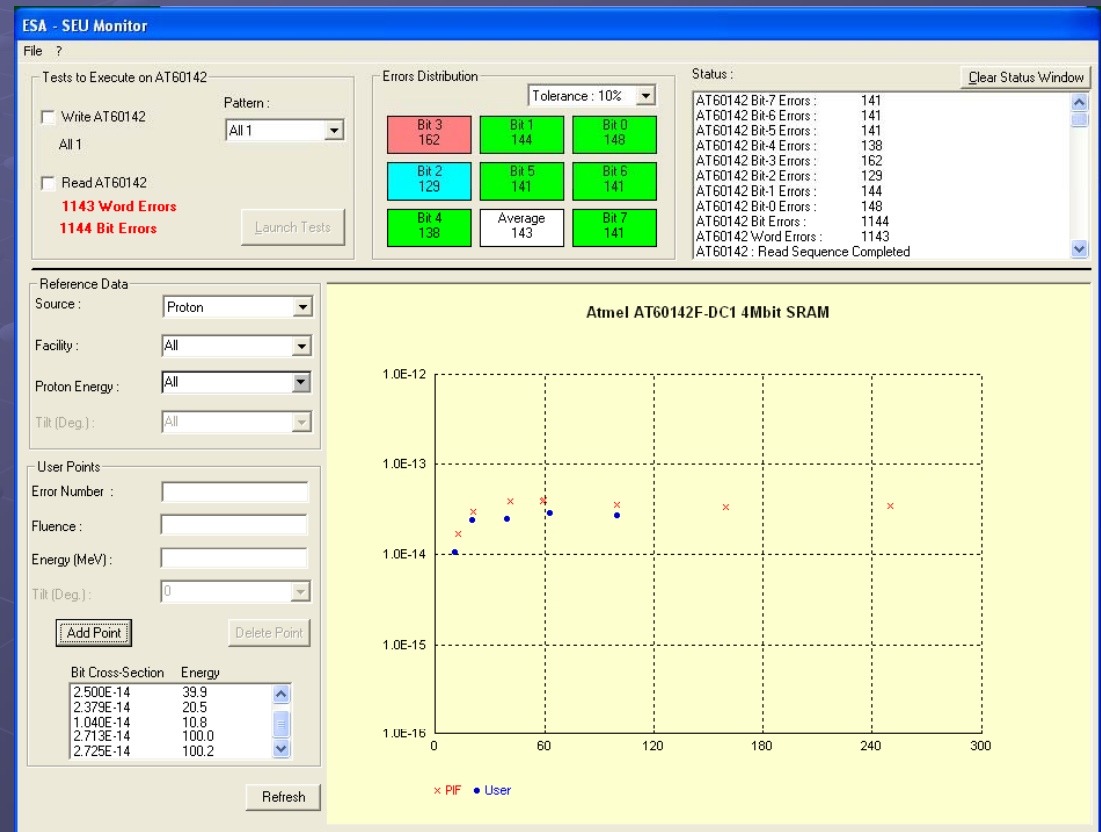 ESA - SEU Monitor
File ?
Tests to Execute on AT60142
Write AT60142
All 1
Pattern :
All 1
Read AT60142
1143 Word Errors
1144 Bit Errors
Launch Tests
Errors Distribution
Tolerance : 10%
Bit 3
162
Bit 1
144
Bit 0
148
Bit 2
129
Bit 5
141
Bit 6
141
Bit 4
138
Average
143
Bit 7
141
Status :
Clear Status Window
AT60142 Bit-7 Errors : 141
AT60142 Bit-6 Errors : 141
AT60142 Bit-5 Errors : 141
AT60142 Bit-4 Errors : 138
AT60142 Bit-3 Errors : 162
AT60142 Bit-2 Errors : 129
AT60142 Bit-1 Errors : 144
AT60142 Bit-0 Errors : 148
AT60142 Bit Errors : 1144
AT60142 Word Errors : 1143
AT60142 : Read Sequence Completed
Reference Data
Source : Proton
Facility : All
Proton Energy : All
Tilt (Deg.) : All
User Points
Error Number :
Fluence :
Energy (MeV) :
Tilt (Deg.) : 0
Add Point
Delete Point
Bit Cross-Section Energy
2.500E-14 39.9
2.379E-14 20.5
1.040E-14 10.8
2.713E-14 100.0
2.725E-14 100.2
Refresh
Atmel AT60142F-DC1 4Mbit SRAM
1.0E-12
1.0E-13
1.0E-14
1.0E-15
1.0E-16
0 60 120 180 240 300
× PIF ● User